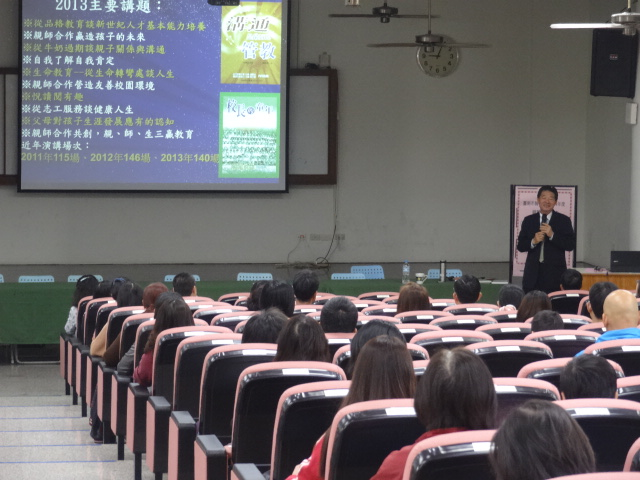 2013主要講題：
※從品格教育談新世紀人才基本能力培養
※親師合作贏造孩子的未來
※從牛奶過期談親子關係與溝通
※自我了解自我肯定
※生命教育—從生命轉彎處談人生
※親師合作營造友善校園環境
※悅讀閱有趣
※從志工服務談健康人生
※父母對孩子生涯發展應有的認知
※親師合作共創，親、師、生三贏教育
近年演講場次：
2011年115場、2012年146場、2013年140場
溝通
管教